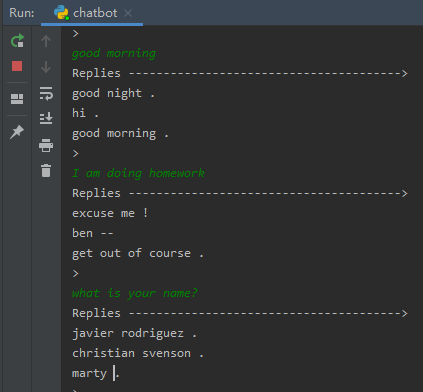 Run: chatbot ×
>
good morning
Replies -------------------------------------->
good night .
hi .
good morning .
>
I am doing homework
Replies -------------------------------------->
excuse me !
ben --
get out of course .
>
what is your name?
Replies -------------------------------------->
javier rodriguez .
christian svenson .
marty .
>